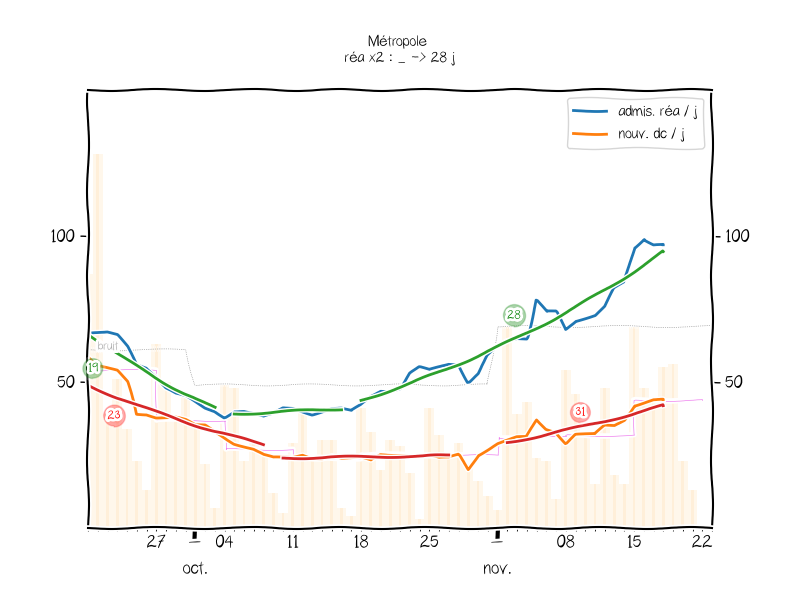 Métropole
réa x2 : _ -> 28 j
admis. réa / j
nouv. dc / j
100
100
28
bruit
19
50
50
23
31
27
04
11
18
25
08
15
22
oct.
nov.